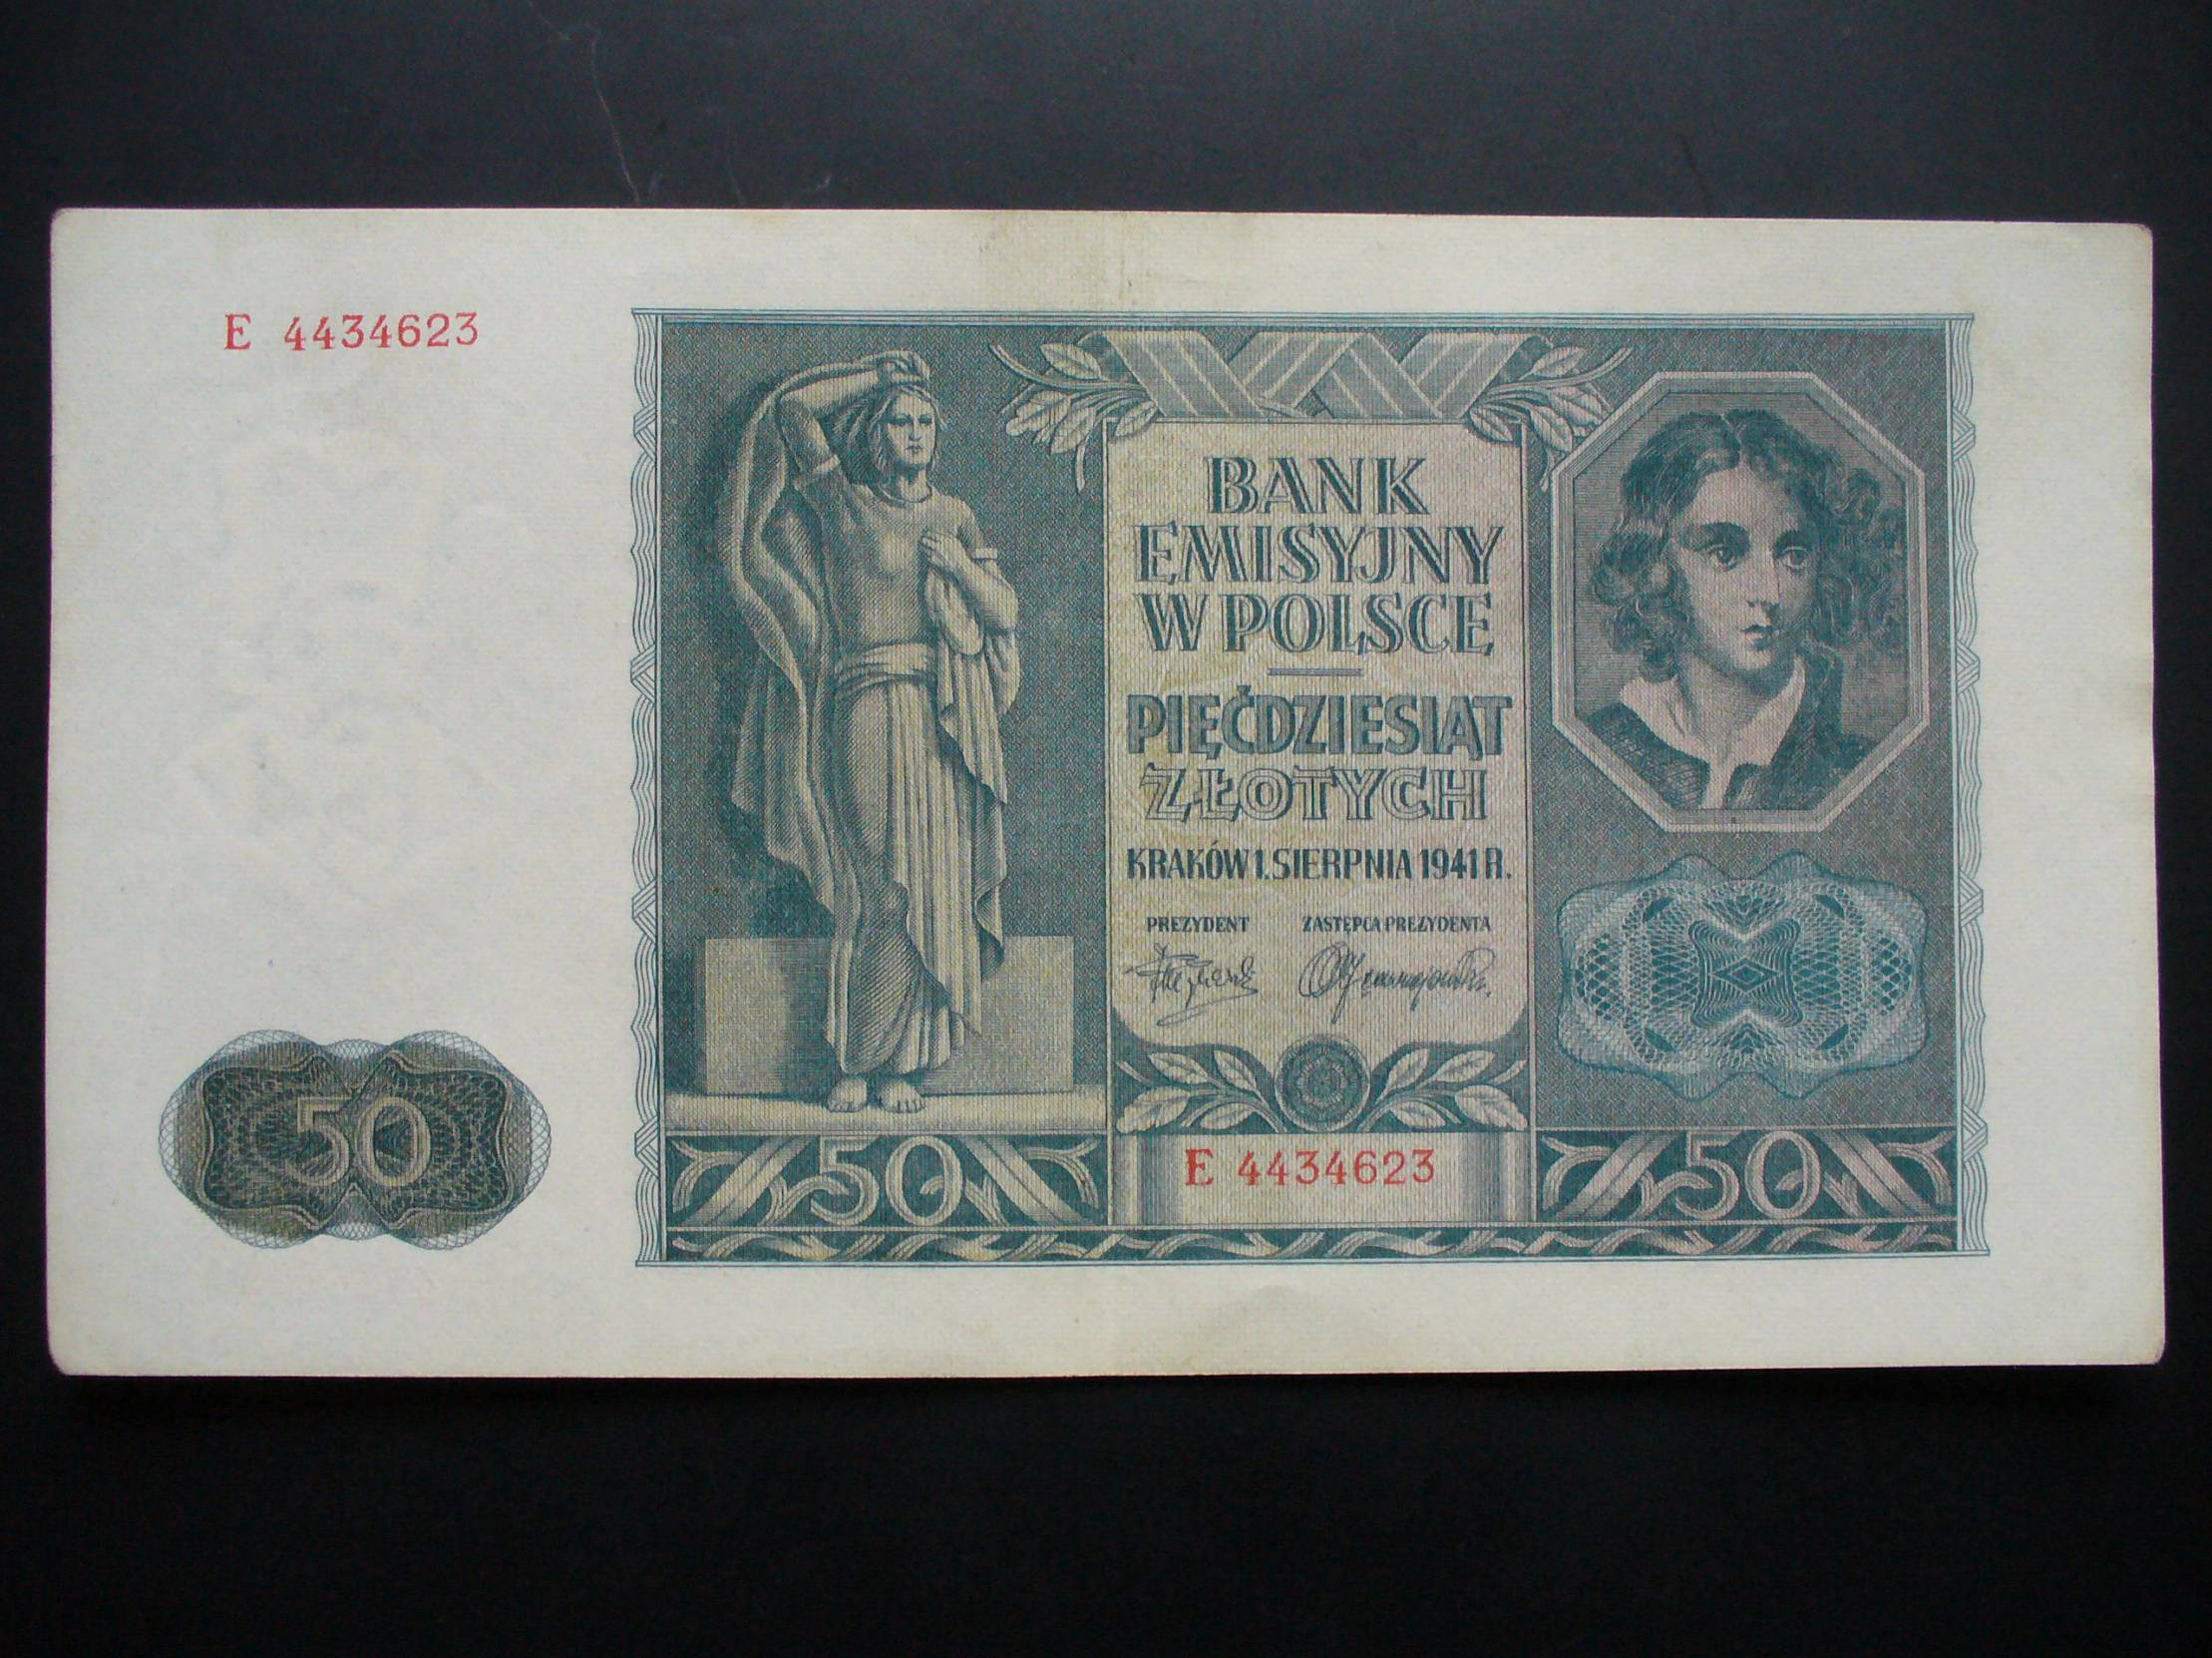 E 4434623
BANK
EMISYJNY
W POLSCE
PIĘĆDZIESIĄT
ZŁOTYCH
KRAKÓW 1. SIERPNIA 1941 R.
PREZYDENT ZASTĘPCA PREZYDENTA
50
50
E 4434623
50